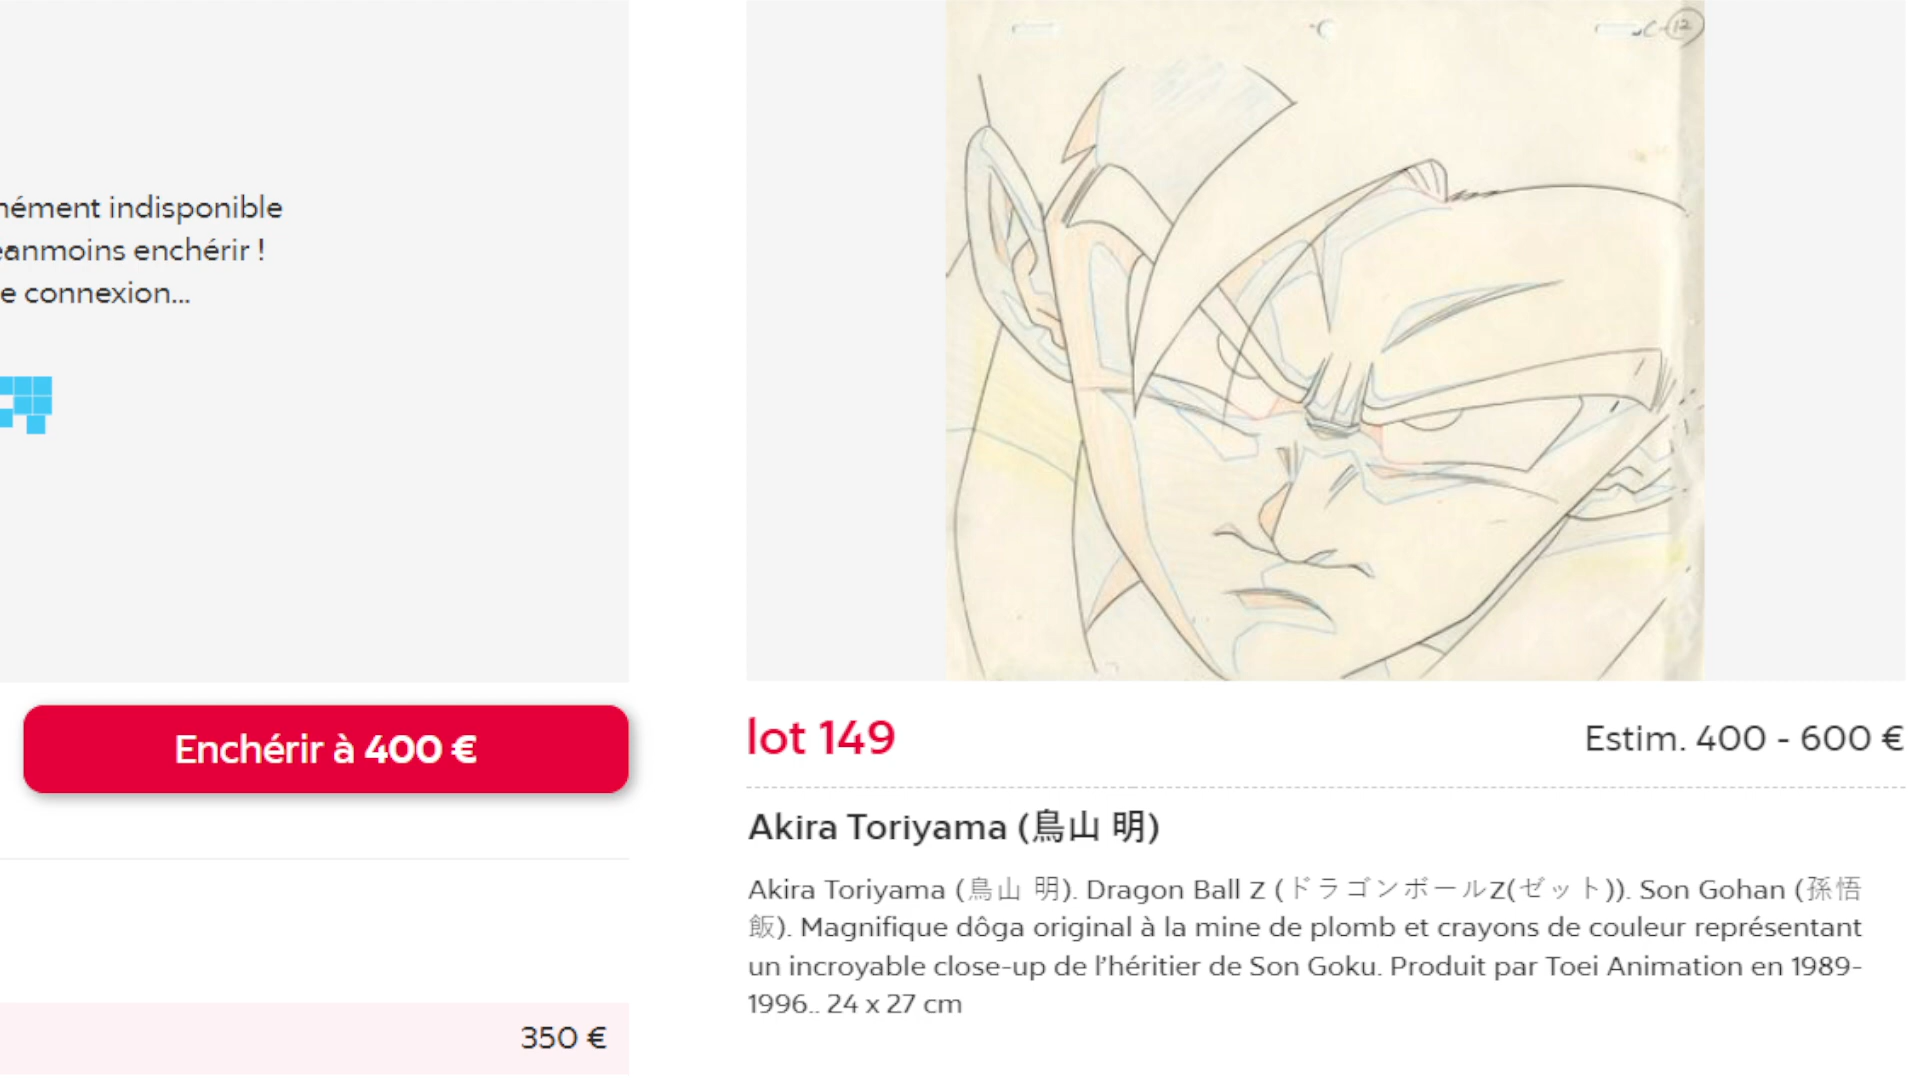 indisponible
enchérir !
e connexion...
Enchérir à 400 €
350 €
C-12
lot 149
Estim. 400 - 600 €
Akira Toriyama (鳥山 明)
Akira Toriyama (鳥山 明). Dragon Ball Z (ドラゴンボールZ(ゼット)). Son Gohan (孫悟
飯). Magnifique dôga original à la mine de plomb et crayons de couleur représentant
un incroyable close-up de l’héritier de Son Goku. Produit par Toei Animation en 1989-
1996.. 24 x 27 cm